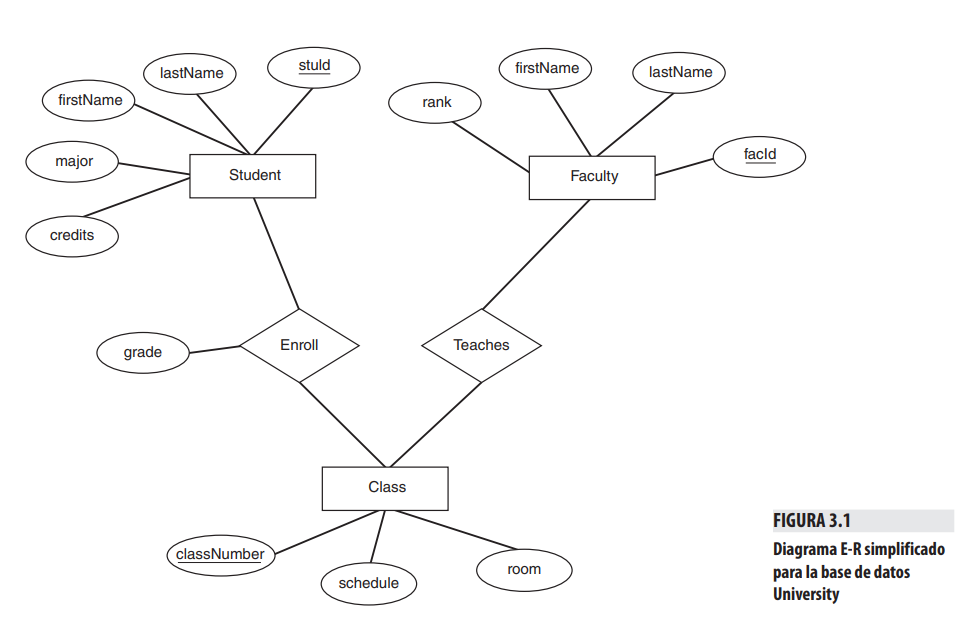 stuId
lastName
firstName
major
credits
Student
firstName
lastName
rank
facId
Faculty
Enroll
Teaches
grade
Class
classNumber
schedule
room
FIGURA 3.1
Diagrama E-R simplificado
para la base de datos
University